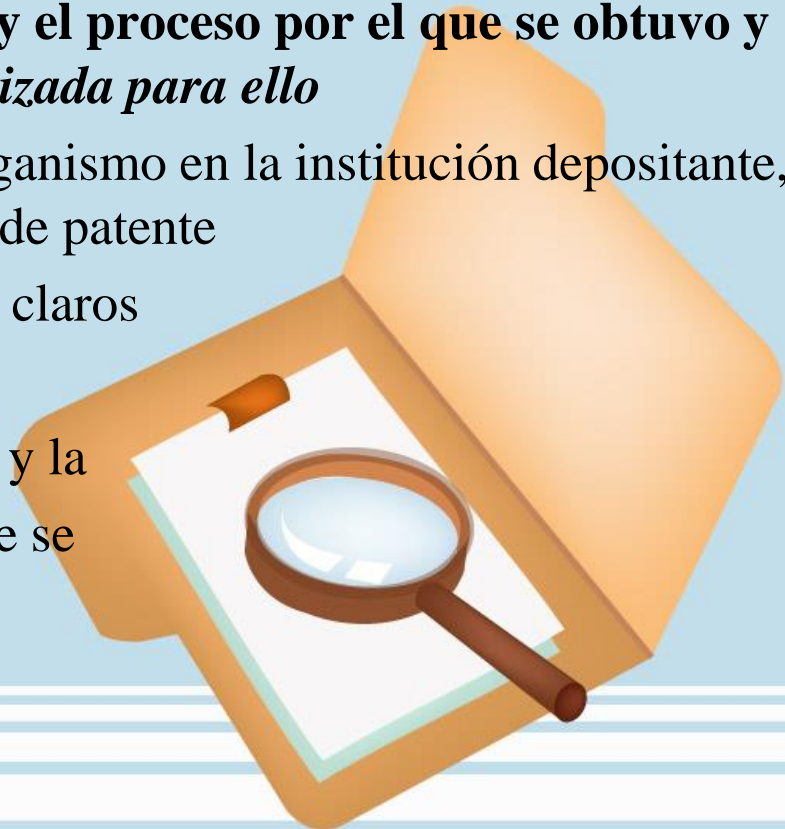 y el proceso por el que se obtuvo y
izada para ello
ganismo en la institución depositante,
de patente
claros
y la
e se